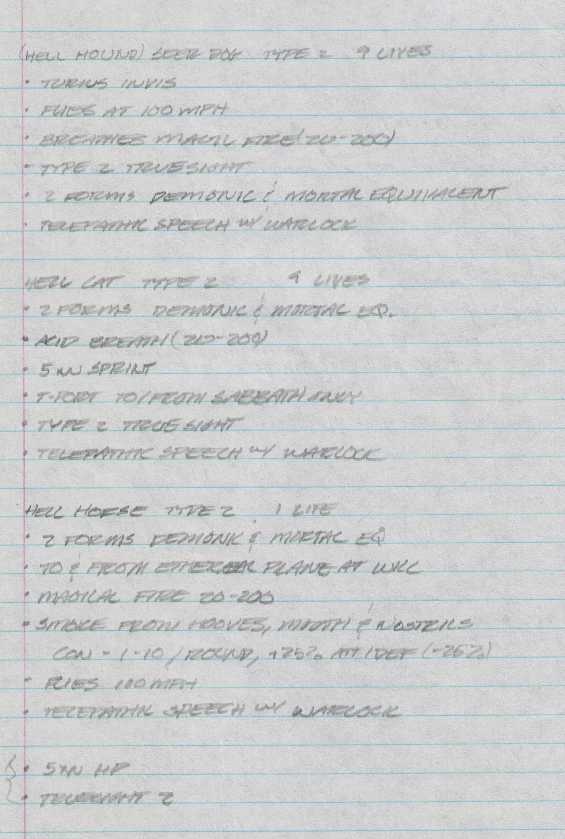 (HELL HOUND) SEER DOG TYPE 2 9 LIVES
• TURNS INVIS
• FLIES AT 100 MPH
• BREATHES MAGIC FIRE (20-200)
• TYPE 2 TRUESIGHT
• 2 FORMS DEMONIC & MORTAL EQUIVALENT
• TELEPATHIC SPEECH W/ WARLOCK
HELL CAT TYPE 2 9 LIVES
• 2 FORMS DEMONIC & MORTAL EQ.
• ACID BREATH (20-200)
• 5XN SPRINT
• T-PORT TO/FROM SABBATH ONLY
• TYPE 2 TRUESIGHT
• TELEPATHIC SPEECH W/ WARLOCK
HELL HORSE TYPE 2 1 LIFE
• 2 FORMS DEMONIC & MORTAL EQ
• TO & FROM ETHEREAL PLANE AT WILL
• MAGICAL FIRE 20-200
• SMOKE FROM HOOVES, MOUTH & NOSTRILS
CON - 1-10 / ROUND, +25% ATT/DEF (-25%)
• FLIES 100 MPH
• TELEPATHIC SPEECH W/ WARLOCK
• 5XN HP
• TRUESIGHT 2